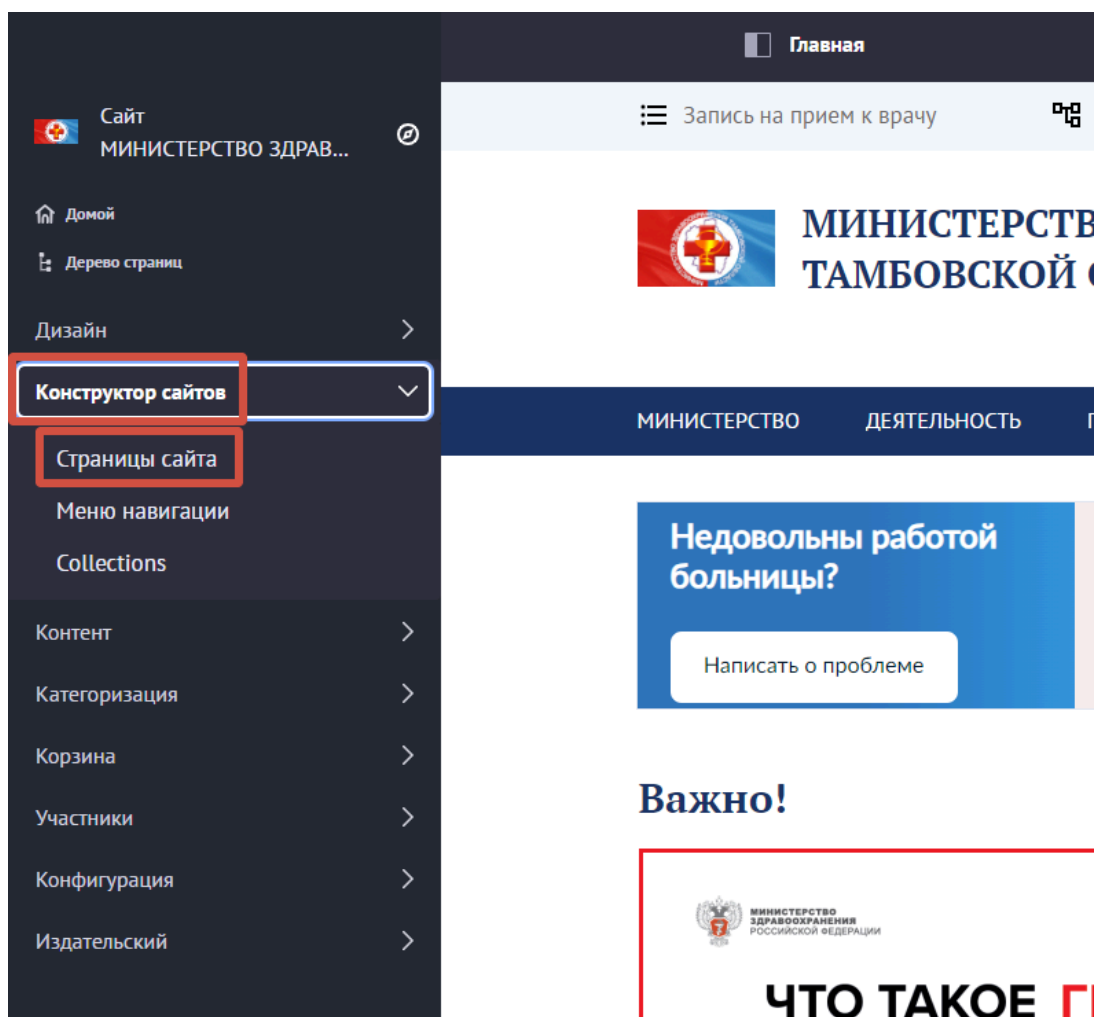 Главная
Сайт
МИНИСТЕРСТВО ЗДРАВ...
Домой
Дерево страниц
Дизайн
Конструктор сайтов
Страницы сайта
Меню навигации
Collections
Контент
Категоризация
Корзина
Участники
Конфигурация
Издательский
Запись на прием к врачу
МИНИСТЕРСТВ
ТАМБОВСКОЙ
МИНИСТЕРСТВО ДЕЯТЕЛЬНОСТЬ
Недовольны работой
больницы?
Написать о проблеме
Важно!
МИНИСТЕРСТВО
ЗДРАВООХРАНЕНИЯ
РОССИЙСКОЙ ФЕДЕРАЦИИ
ЧТО ТАКОЕ